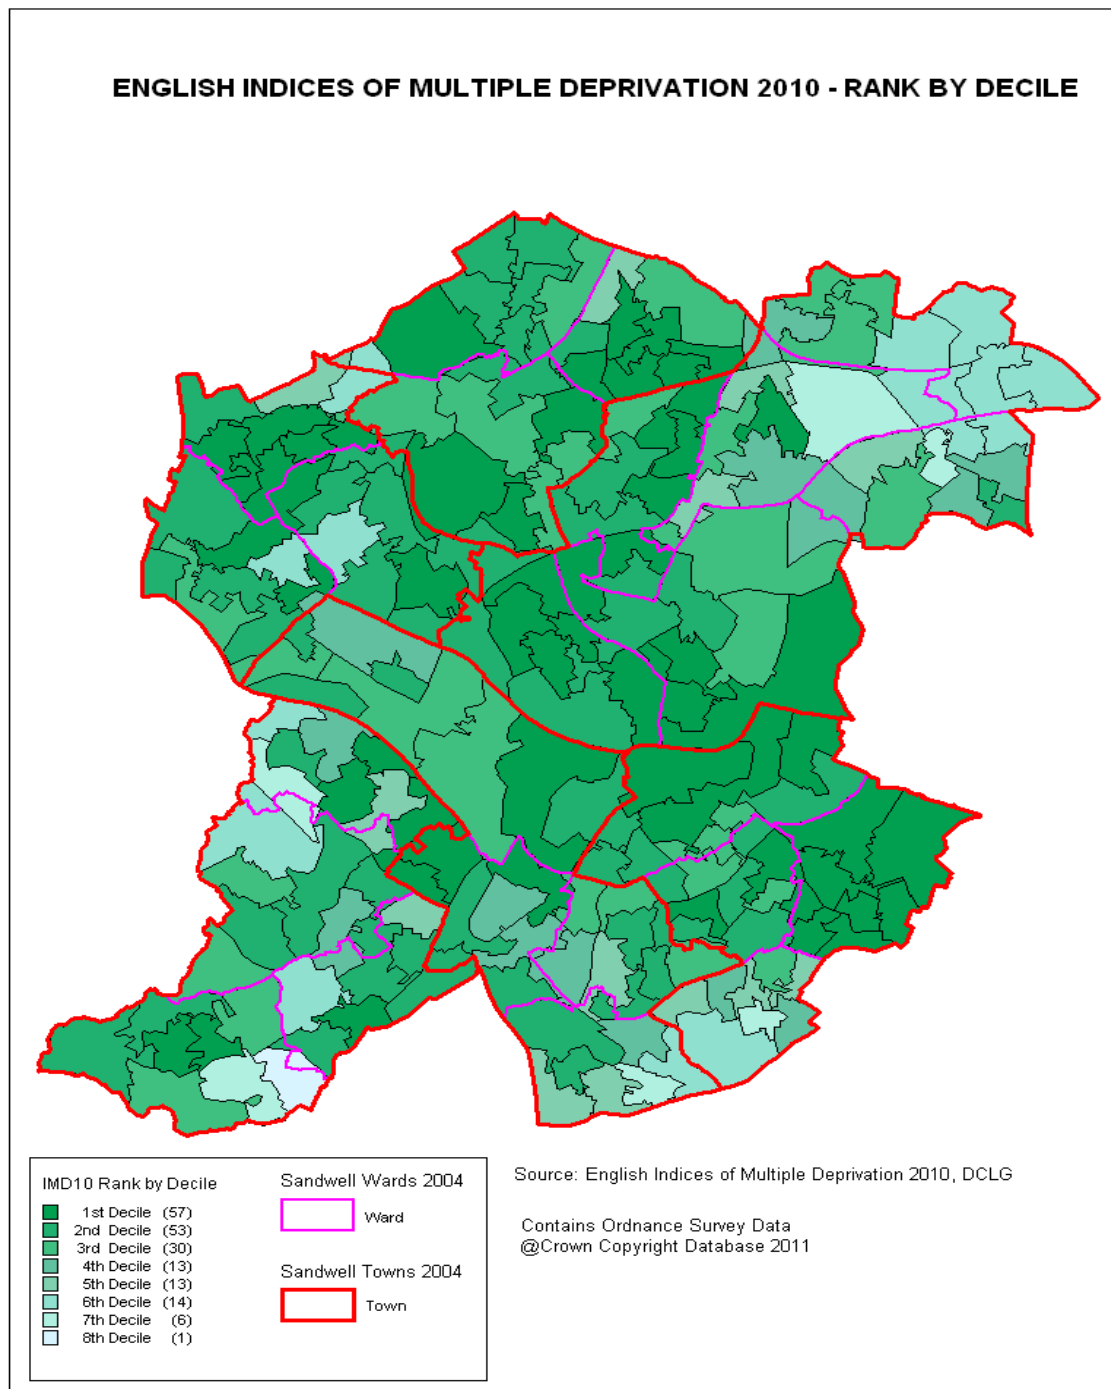 ENGLISH INDICES OF MULTIPLE DEPRIVATION 2010 - RANK BY DECILE
IMD10 Rank by Decile
1st Decile (57)
2nd Decile (53)
3rd Decile (30)
4th Decile (13)
5th Decile (13)
6th Decile (14)
7th Decile (6)
8th Decile (1)
Sandwell Wards 2004
Ward
Sandwell Towns 2004
Town
Source: English Indices of Multiple Deprivation 2010, DCLG
Contains Ordnance Survey Data
@Crown Copyright Database 2011